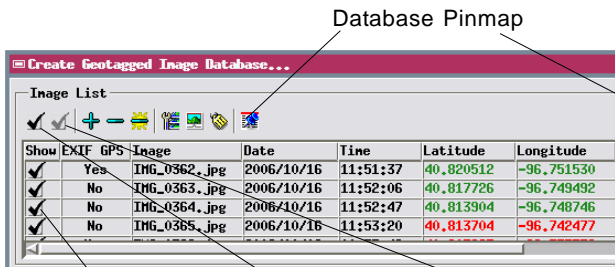 Database Pinmap
Create Geotagged Image Database...
Image List
Show EXIF GPS Image Date Time Latitude Longitude
Yes IMG_0362.jpg 2006/10/16 11:51:37 40.820512 -96.751530
No IMG_0363.jpg 2006/10/16 11:52:06 40.817726 -96.749492
No IMG_0364.jpg 2006/10/16 11:52:47 40.813904 -96.748746
No IMG_0365.jpg 2006/10/16 11:53:20 40.813704 -96.742477